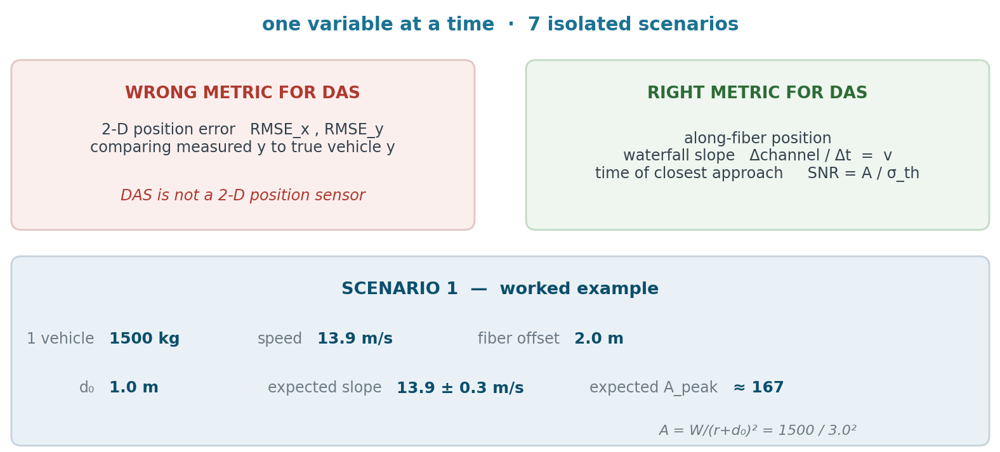 one variable at a time · 7 isolated scenarios
WRONG METRIC FOR DAS
2-D position error RMSE_x , RMSE_y
comparing measured y to true vehicle y
DAS is not a 2-D position sensor
RIGHT METRIC FOR DAS
along-fiber position
waterfall slope Δchannel / Δt = v
time of closest approach SNR = A / σ_th
SCENARIO 1 — worked example
1 vehicle 1500 kg speed 13.9 m/s fiber offset 2.0 m
d₀ 1.0 m expected slope 13.9 ± 0.3 m/s expected A_peak ≈ 167
A = W/(r+d₀)² = 1500 / 3.0²